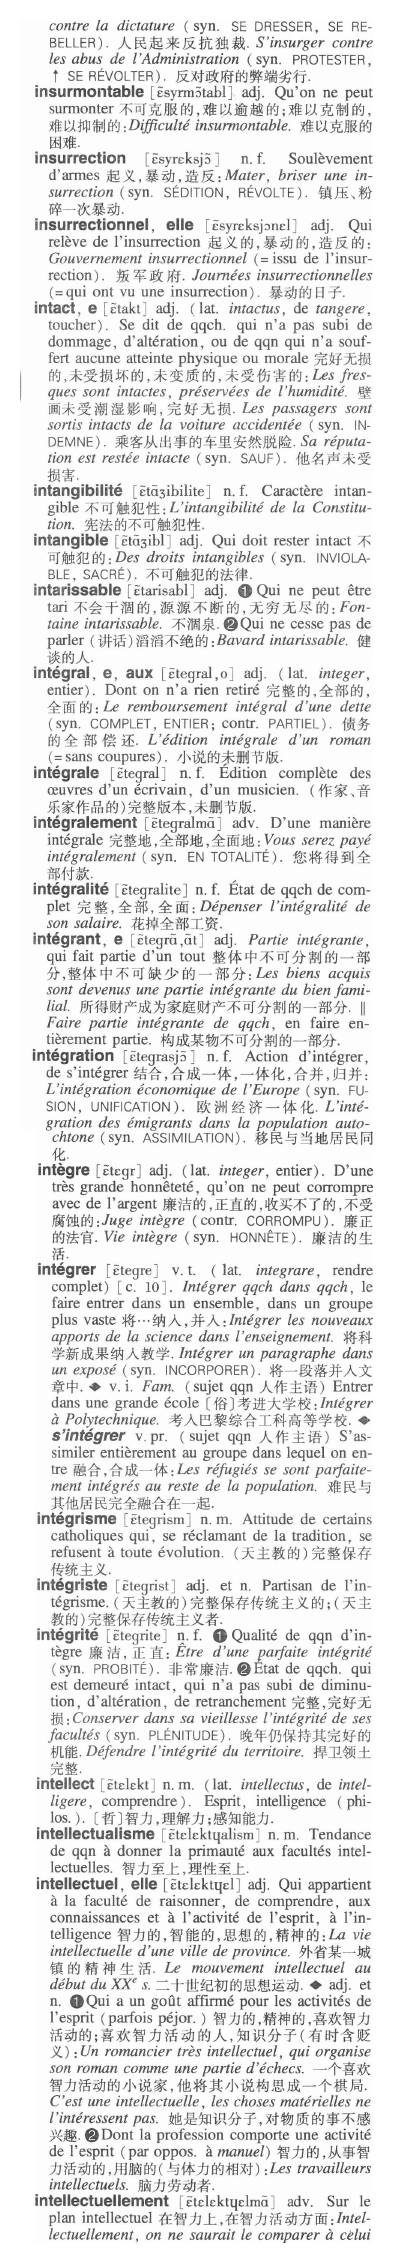 contre la dictature (syn. SE DRESSER, SE RE-
BELLER). 人民起来反抗独裁. S'insurger contre
les abus de l'Administration (syn. PROTESTER,
↑ SE RÉVOLTER). 反对政府的弊端劣行.
insurmontable [ɛ̃syrmɔ̃tabl] adj. Qu'on ne peut
surmonter 不可克服的,难以逾越的;难以克制的,
难以抑制的:Difficulté insurmontable. 难以克服的
困难.
insurrection [ɛ̃syrɛksjɔ̃] n. f. Soulèvement
d'armes 起义,暴动,造反:Mater, briser une in-
surrection (syn. SÉDITION, RÉVOLTE). 镇压、粉
碎一次暴动.
insurrectionnel, elle [ɛ̃syrɛksjɔnɛl] adj. Qui
relève de l'insurrection 起义的,暴动的,造反的:
Gouvernement insurrectionnel (=issu de l'insur-
rection). 叛军政府. Journées insurrectionnelles
(=qui ont vu une insurrection). 暴动的日子.
intact, e [ɛ̃takt] adj. (lat. intactus, de tangere,
toucher). Se dit de qqch. qui n'a pas subi de
dommage, d'altération, ou de qqn qui n'a souf-
fert aucune atteinte physique ou morale 完好无损
的,未受损坏的,未变质的,未受伤害的:Les fres-
ques sont intactes, préservées de l'humidité. 壁
画未受潮湿影响,完好无损. Les passagers sont
sortis intacts de la voiture accidentée (syn. IN-
DEMNE). 乘客从出事的车里安然脱险. Sa réputa-
tion est restée intacte (syn. SAUF). 他名声未受
损害.
intangibilité [ɛ̃tɑ̃ʒibilite] n. f. Caractère intan-
gible 不可触犯性:L'intangibilité de la Constitu-
tion. 宪法的不可触犯性.
intangible [ɛ̃tɑ̃ʒibl] adj. Qui doit rester intact 不
可触犯的:Des droits intangibles (syn. INVIOLA-
BLE, SACRÉ). 不可触犯的法律.
intarissable [ɛ̃tarisabl] adj. ❶ Qui ne peut être
tari 不会干涸的,源源不断的,无穷无尽的:Fon-
taine intarissable. 不涸泉. ❷ Qui ne cesse pas de
parler (讲话)滔滔不绝的:Bavard intarissable. 健
谈的人.
intégral, e, aux [ɛ̃tegral,o] adj. (lat. integer,
entier). Dont on n'a rien retiré 完整的,全部的,
全面的:Le remboursement intégral d'une dette
(syn. COMPLET, ENTIER; contr. PARTIEL). 债务
的全部偿还. L'édition intégrale d'un roman
(=sans coupures). 小说的未删节版.
intégrale [ɛ̃tegral] n. f. Édition complète des
œuvres d'un écrivain, d'un musicien. (作家、音
乐家作品的)完整版本,未删节版.
intégralement [ɛ̃tegralmɑ̃] adv. D'une manière
intégrale 完整地,全部地,全面地:Vous serez payé
intégralement (syn. EN TOTALITÉ). 您将得到全
部付款.
intégralité [ɛ̃tegralite] n. f. État de qqch de com-
plet 完整,全部,全面:Dépenser l'intégralité de
son salaire. 花掉全部工资.
intégrant, e [ɛ̃tegrɑ̃,ɑ̃t] adj. Partie intégrante,
qui fait partie d'un tout 整体中不可分割的一部
分,整体中不可缺少的一部分:Les biens acquis
sont devenus une partie intégrante du bien fami-
lial. 所得财产成为家庭财产不可分割的一部分. ‖
Faire partie intégrante de qqch, en faire en-
tièrement partie. 构成某物不可分割的一部分.
intégration [ɛ̃tegrasjɔ̃] n. f. Action d'intégrer,
de s'intégrer 结合,合成一体,一体化,合并,归并:
L'intégration économique de l'Europe (syn. FU-
SION, UNIFICATION). 欧洲经济一体化. L'inté-
gration des émigrants dans la population auto-
chtone (syn. ASSIMILATION). 移民与当地居民同
化.
intègre [ɛ̃tɛgr] adj. (lat. integer, entier). D'une
très grande honnêteté, qu'on ne peut corrompre
avec de l'argent 廉洁的,正直的,收买不了的,不受
腐蚀的:Juge intègre (contr. CORROMPU). 廉正
的法官. Vie intègre (syn. HONNÊTE). 廉洁的生
活.
intégrer [ɛ̃tegre] v. t. (lat. integrare, rendre
complet) [c. 10]. Intégrer qqch dans qqch, le
faire entrer dans un ensemble, dans un groupe
plus vaste 将…纳入,并入:Intégrer les nouveaux
apports de la science dans l'enseignement. 将科
学新成果纳入教学. Intégrer un paragraphe dans
un exposé (syn. INCORPORER). 将一段落并入文
章中. ◆ v. i. Fam. (sujet qqn 人作主语) Entrer
dans une grande école [俗]考进大学校:Intégrer
à Polytechnique. 考入巴黎综合工科高等学校. ◆
s'intégrer v. pr. (sujet qqn 人作主语) S'as-
similer entièrement au groupe dans lequel on en-
tre 融合,合成一体:Les réfugiés se sont parfaite-
ment intégrés au reste de la population. 难民与
其他居民完全融合在一起.
intégrisme [ɛ̃tegrism] n. m. Attitude de certains
catholiques qui, se réclamant de la tradition, se
refusent à toute évolution. (天主教的)完整保存
传统主义.
intégriste [ɛ̃tegrist] adj. et n. Partisan de l'in-
tégrisme. (天主教的)完整保存传统主义的;(天主
教的)完整保存传统主义者.
intégrité [ɛ̃tegrite] n. f. ❶ Qualité de qqn d'in-
tègre 廉洁,正直:Être d'une parfaite intégrité
(syn. PROBITÉ). 非常廉洁. ❷ État de qqch. qui
est demeuré intact, qui n'a pas subi de diminu-
tion, d'altération, de retranchement 完整,完好无
损:Conserver dans sa vieillesse l'intégrité de ses
facultés (syn. PLÉNITUDE). 晚年仍保持其完好的
机能. Défendre l'intégrité du territoire. 捍卫领土
完整.
intellect [ɛ̃telɛkt] n. m. (lat. intellectus, de intel-
ligere, comprendre). Esprit, intelligence (phi-
los.). [哲]智力,理解力;感知能力.
intellectualisme [ɛ̃telɛktɥalism] n. m. Tendance
de qqn à donner la primauté aux facultés intel-
lectuelles. 智力至上,理性至上.
intellectuel, elle [ɛ̃telɛktɥɛl] adj. Qui appartient
à la faculté de raisonner, de comprendre, aux
connaissances et à l'activité de l'esprit, à l'in-
telligence 智力的,智能的,思想的,精神的:La vie
intellectuelle d'une ville de province. 外省某一城
镇的精神生活. Le mouvement intellectuel au
début du XXe s. 二十世纪初的思想运动. ◆ adj. et
n. ❶ Qui a un goût affirmé pour les activités de
l'esprit (parfois péjor.) 智力的,精神的,喜欢智力
活动的;喜欢智力活动的人,知识分子(有时含贬
义):Un romancier très intellectuel, qui organise
son roman comme une partie d'échecs. 一个喜欢
智力活动的小说家,他将其小说构思成一个棋局.
C'est une intellectuelle, les choses matérielles ne
l'intéressent pas. 她是知识分子,对物质的事不感
兴趣. ❷ Dont la profession comporte une activité
de l'esprit (par oppos. à manuel) 智力的,从事智
力活动的,用脑的(与体力的相对):Les travailleurs
intellectuels. 脑力劳动者.
intellectuellement [ɛ̃telɛktɥɛlmɑ̃] adv. Sur le
plan intellectuel 在智力上,在智力活动方面:Intel-
lectuellement, on ne saurait le comparer à celui